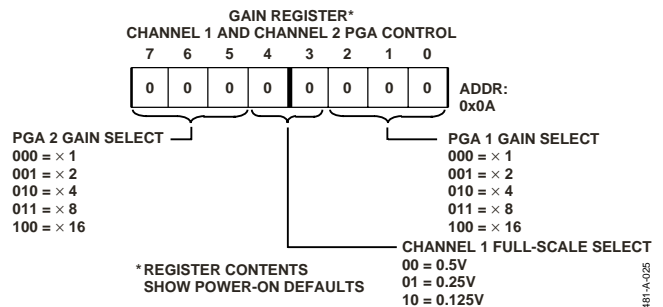 GAIN REGISTER*
CHANNEL 1 AND CHANNEL 2 PGA CONTROL
7 6 5 4 3 2 1 0
0 0 0 0 0 0 0 0
ADDR:
0x0A
PGA 2 GAIN SELECT
000 = × 1
001 = × 2
010 = × 4
011 = × 8
100 = × 16
PGA 1 GAIN SELECT
000 = × 1
001 = × 2
010 = × 4
011 = × 8
100 = × 16
CHANNEL 1 FULL-SCALE SELECT
00 = 0.5V
01 = 0.25V
10 = 0.125V
*REGISTER CONTENTS
SHOW POWER-ON DEFAULTS
481-A-025